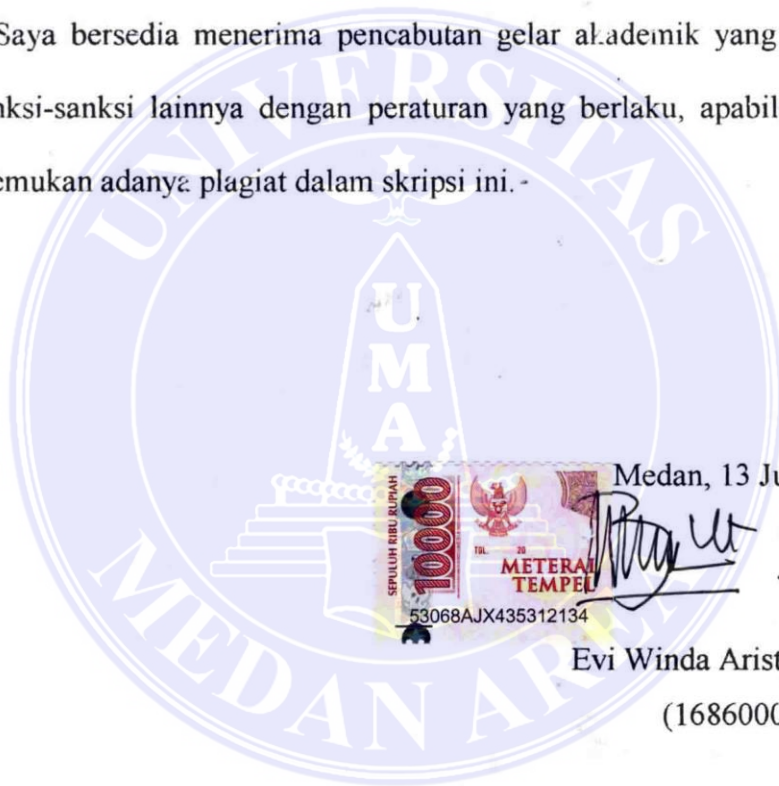 Saya bersedia menerima pencabutan gelar akademik yang
nksi-sanksi lainnya dengan peraturan yang berlaku, apabil
emukan adanya plagiat dalam skripsi ini.
UNIVERSITAS
UMA
MEDAN AREA
Medan, 13 Ju
SEPULUH RIBU RUPIAH
10000
TGL. 20
METERAI
TEMPEL
53068AJX435312134
Evi Winda Arist
(1686000